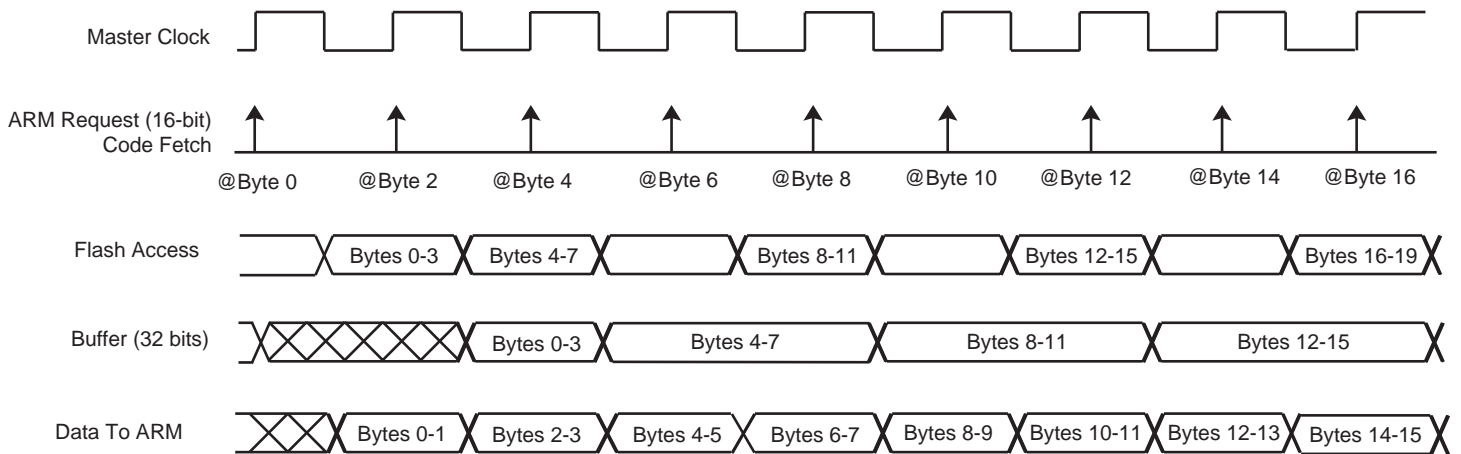 Master Clock
ARM Request (16-bit)
Code Fetch
@Byte 0 @Byte 2 @Byte 4 @Byte 6 @Byte 8 @Byte 10 @Byte 12 @Byte 14 @Byte 16
Flash Access Bytes 0-3 Bytes 4-7 Bytes 8-11 Bytes 12-15 Bytes 16-19
Buffer (32 bits) Bytes 0-3 Bytes 4-7 Bytes 8-11 Bytes 12-15
Data To ARM Bytes 0-1 Bytes 2-3 Bytes 4-5 Bytes 6-7 Bytes 8-9 Bytes 10-11 Bytes 12-13 Bytes 14-15